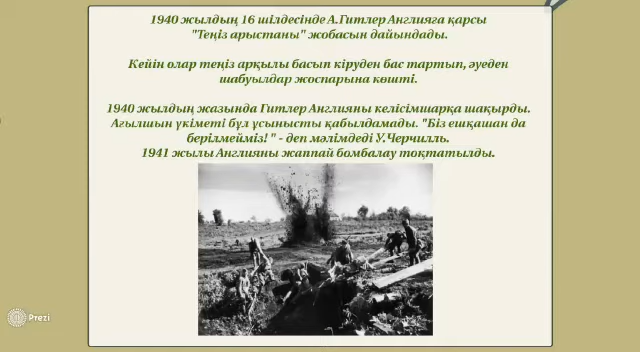 1940 жылдың 16 шілдесінде А.Гитлер Англияға қарсы
"Теңіз арыстаны" жобасын дайындады.
Кейін олар теңіз арқылы басып кіруден бас тартып, әуеден
шабуылдар жоспарына көшті.
1940 жылдың жазында Гитлер Англияны келісімшарқа шақырды.
Ағылшын үкіметі бұл ұсынысты қабылдамады. "Біз ешқашан да
берілмейміз! " - деп мәлімдеді У.Черчилль.
1941 жылы Англияны жаппай бомбалау тоқтатылды.
Prezi